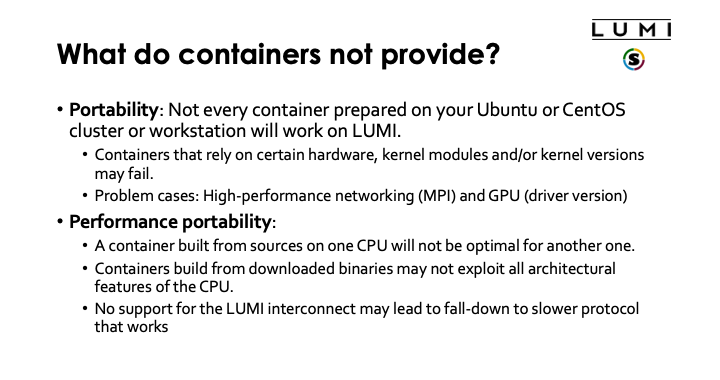 LUMI
S
What do containers not provide?
• Portability: Not every container prepared on your Ubuntu or CentOS
cluster or workstation will work on LUMI.
• Containers that rely on certain hardware, kernel modules and/or kernel versions
may fail.
• Problem cases: High-performance networking (MPI) and GPU (driver version)
• Performance portability:
• A container built from sources on one CPU will not be optimal for another one.
• Containers build from downloaded binaries may not exploit all architectural
features of the CPU.
• No support for the LUMI interconnect may lead to fall-down to slower protocol
that works